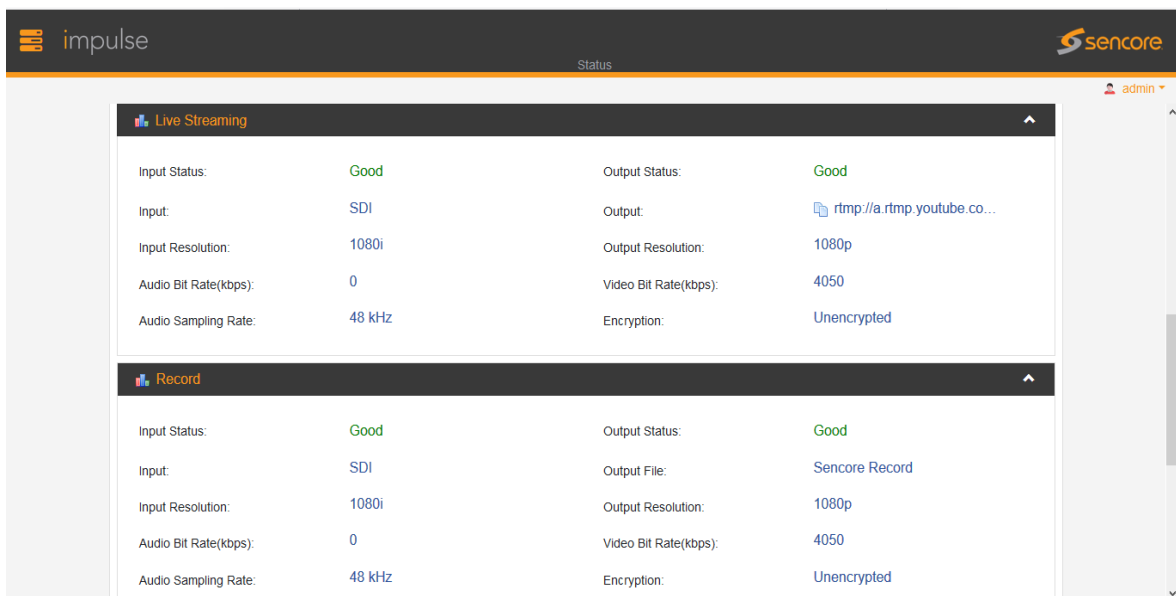 impulse
sencore
Status
admin
Live Streaming
Input Status: Good Output Status: Good
Input: SDI Output: rtmp://a.rtmp.youtube.co...
Input Resolution: 1080i Output Resolution: 1080p
Audio Bit Rate(kbps): 0 Video Bit Rate(kbps): 4050
Audio Sampling Rate: 48 kHz Encryption: Unencrypted
Record
Input Status: Good Output Status: Good
Input: SDI Output File: Sencore Record
Input Resolution: 1080i Output Resolution: 1080p
Audio Bit Rate(kbps): 0 Video Bit Rate(kbps): 4050
Audio Sampling Rate: 48 kHz Encryption: Unencrypted